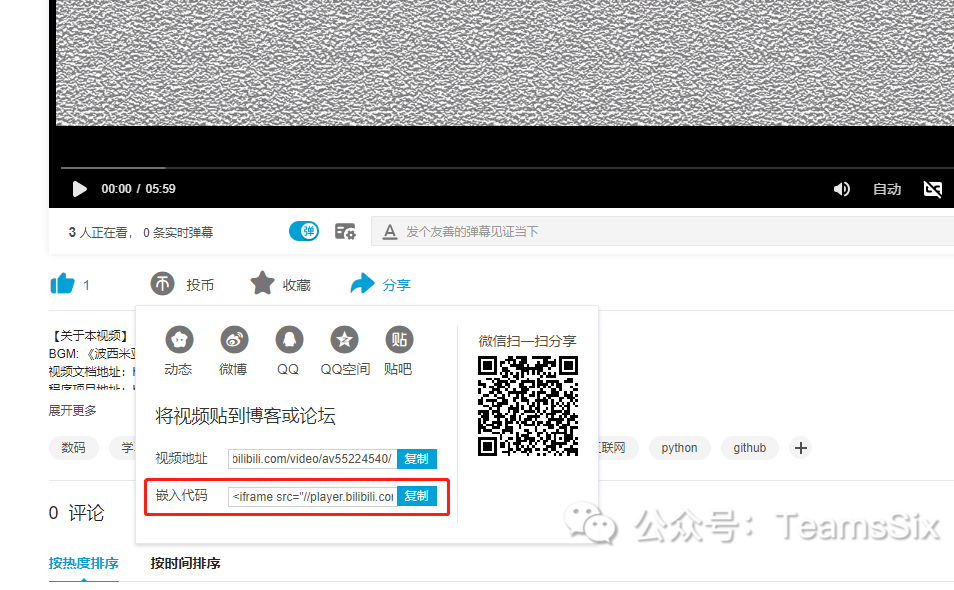 00:00 / 05:59
自动
3 人正在看， 0 条实时弹幕
弹
A 发个友善的弹幕见证当下
1
币 投币
收藏
分享
【关于本视频】
BGM: 《波西米
视频文档地址:
程序项目地址:
展开更多
动态
微博
QQ
QQ空间
贴
贴吧
微信扫一扫分享
将视频贴到博客或论坛
视频地址 bilibili.com/video/av55224540/ 复制
嵌入代码 <iframe src="//player.bilibili.co 复制
数码
学
联网
python
github
+
0 评论
按热度排序
按时间排序
公众号：TeamsSix